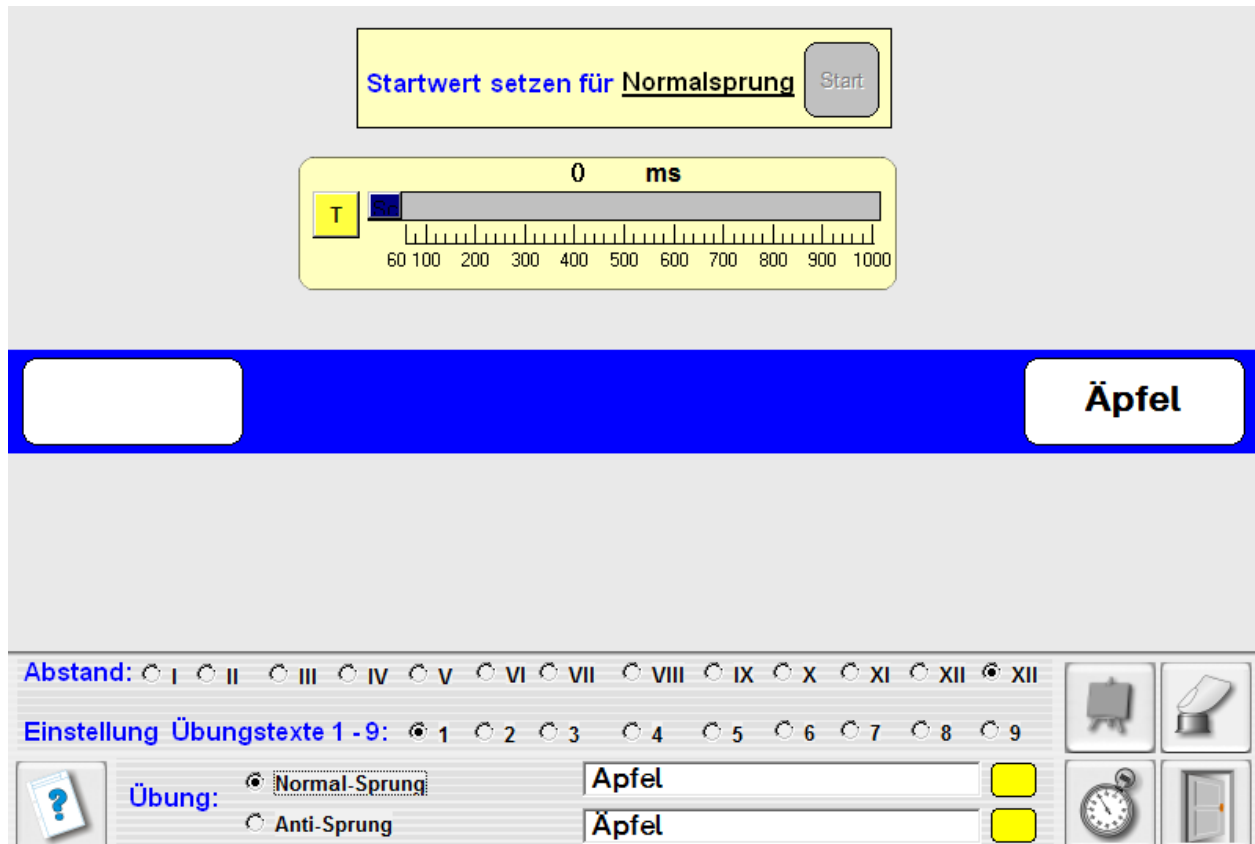 Startwert setzen für Normalsprung Start
0 ms
T
60 100 200 300 400 500 600 700 800 900 1000
Äpfel
Abstand: I II III IV V VI VII VIII IX X XI XII XII
Einstellung Übungstexte 1 - 9: 1 2 3 4 5 6 7 8 9
?
Übung:
Normal-Sprung Apfel
Anti-Sprung Äpfel